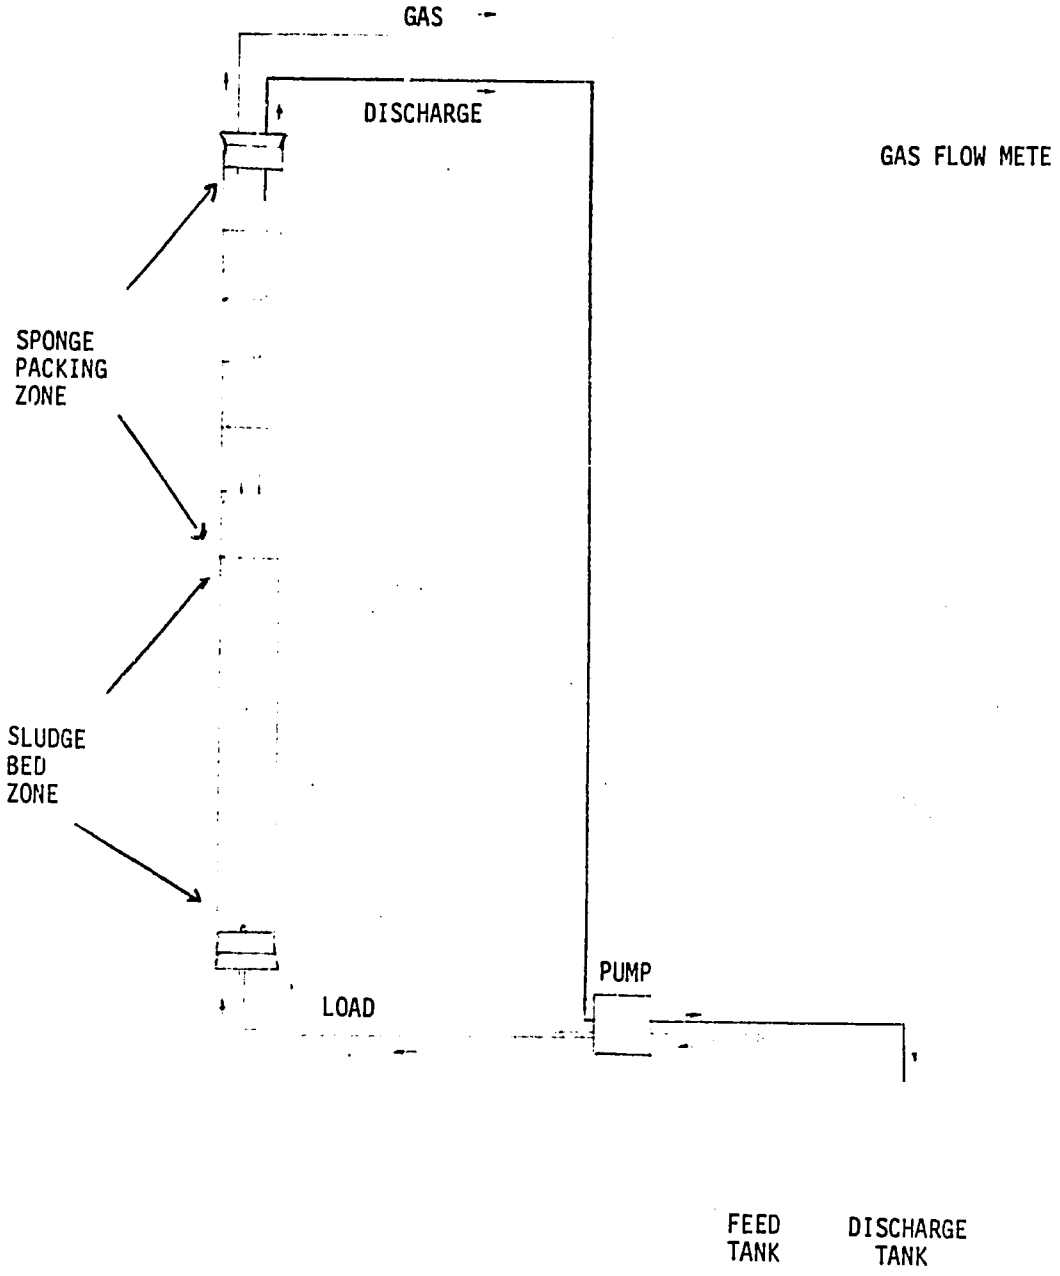 GAS
DISCHARGE
GAS FLOW METE
SPONGE
PACKING
ZONE
SLUDGE
BED
ZONE
PUMP
LOAD
FEED
TANK
DISCHARGE
TANK